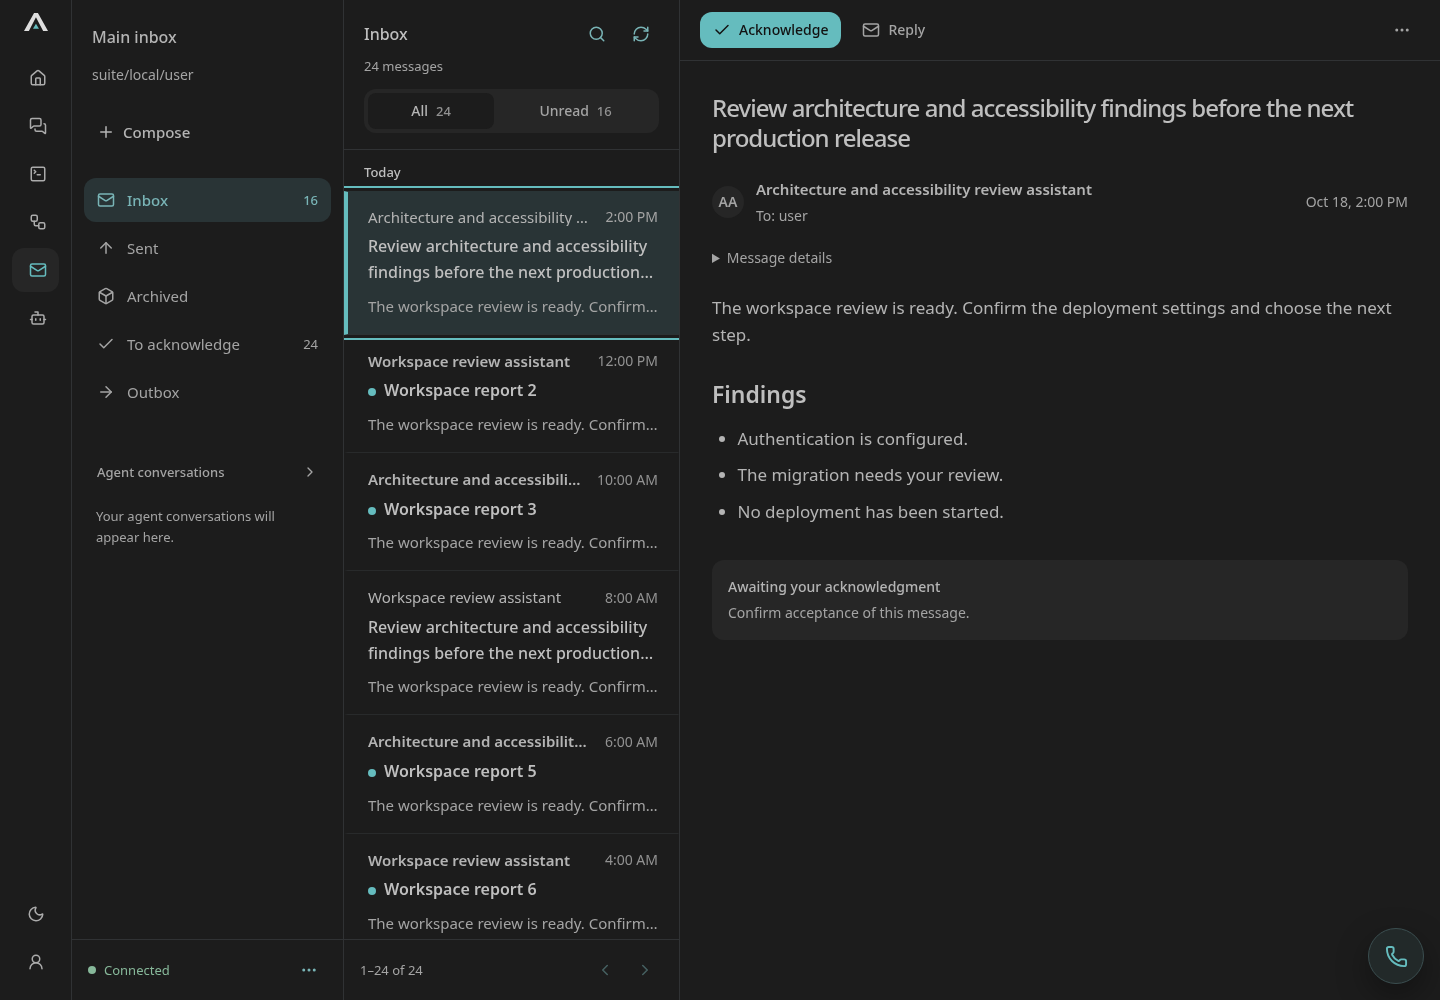 Main inbox
suite/local/user
Compose
Inbox 16
Sent
Archived
To acknowledge 24
Outbox
Agent conversations
Your agent conversations will
appear here.
Connected
Inbox
24 messages
All 24 Unread 16
Today
Architecture and accessibility ... 2:00 PM
Review architecture and accessibility
findings before the next production...
The workspace review is ready. Confirm...
Workspace review assistant 12:00 PM
Workspace report 2
The workspace review is ready. Confirm...
Architecture and accessibili... 10:00 AM
Workspace report 3
The workspace review is ready. Confirm...
Workspace review assistant 8:00 AM
Review architecture and accessibility
findings before the next production...
The workspace review is ready. Confirm...
Architecture and accessibilit... 6:00 AM
Workspace report 5
The workspace review is ready. Confirm...
Workspace review assistant 4:00 AM
Workspace report 6
The workspace review is ready. Confirm...
1–24 of 24
Acknowledge Reply
Review architecture and accessibility findings before the next
production release
AA
Architecture and accessibility review assistant
To: user
Oct 18, 2:00 PM
Message details
The workspace review is ready. Confirm the deployment settings and choose the next
step.
Findings
• Authentication is configured.
• The migration needs your review.
• No deployment has been started.
Awaiting your acknowledgment
Confirm acceptance of this message.